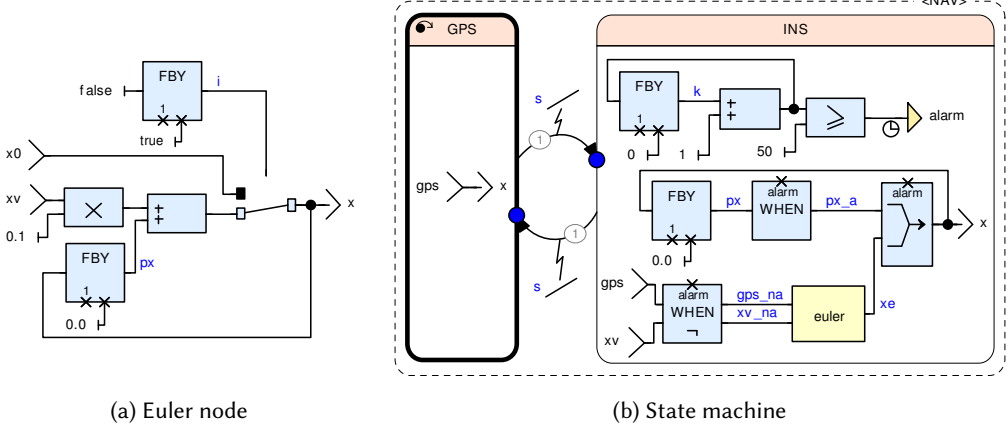 <NAV>
GPS
INS
FBY
i
false
1
true
x0
xv
0.1
+
+
x
FBY
px
1
0.0
s
1
gps
x
1
s
FBY
k
1
0
+
+
1
≥
50
alarm
FBY
px
1
0.0
alarm
WHEN
px_a
alarm
x
gps
xv
alarm
WHEN
¬
gps_na
xv_na
euler
xe
(a) Euler node
(b) State machine